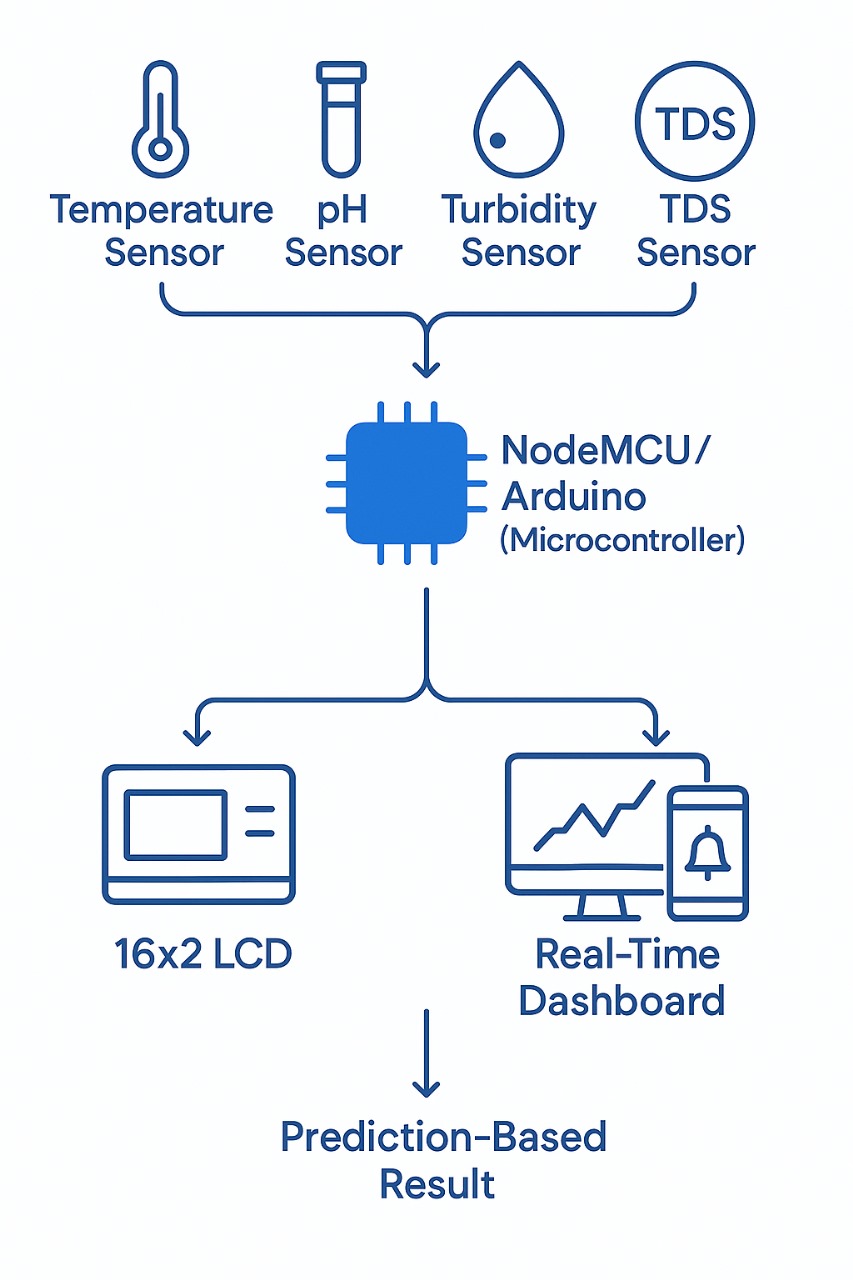 TDS
Temperature
Sensor
pH
Sensor
Turbidity
Sensor
TDS
Sensor
NodeMCU/
Arduino
(Microcontroller)
16x2 LCD
Real-Time
Dashboard
Prediction-Based
Result